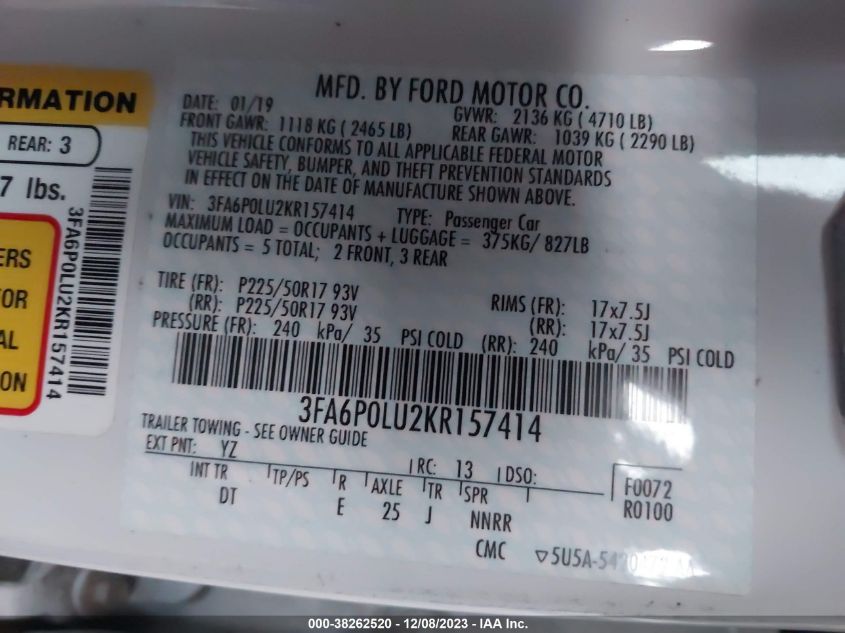 MFD. BY FORD MOTOR CO.
DATE: 01/19 GVWR: 2136 KG ( 4710 LB)
FRONT GAWR: 1118 KG ( 2465 LB) REAR GAWR: 1039 KG ( 2290 LB)
THIS VEHICLE CONFORMS TO ALL APPLICABLE FEDERAL MOTOR
VEHICLE SAFETY, BUMPER, AND THEFT PREVENTION STANDARDS
IN EFFECT ON THE DATE OF MANUFACTURE SHOWN ABOVE.
VIN: 3FA6P0LU2KR157414 TYPE: Passenger Car
MAXIMUM LOAD = OCCUPANTS + LUGGAGE = 375KG/ 827LB
OCCUPANTS = 5 TOTAL; 2 FRONT, 3 REAR
TIRE (FR): P225/50R17 93V RIMS (FR): 17x7.5J
(RR): P225/50R17 93V (RR): 17x7.5J
PRESSURE (FR): 240 kPa/ 35 PSI COLD (RR): 240 kPa/ 35 PSI COLD
3FA6P0LU2KR157414
TRAILER TOWING - SEE OWNER GUIDE
EXT PNT: YZ RC: 13 DSO:
INT TR TP/PS R AXLE TR SPR F0072
DT E 25 J NNRR R0100
CMC ▽5U5A-
RMATION
REAR: 3
7 lbs.
3FA6P0LU2KR157414
ERS
OR
AL
ON
000-38262520 - 12/08/2023 - IAA Inc.